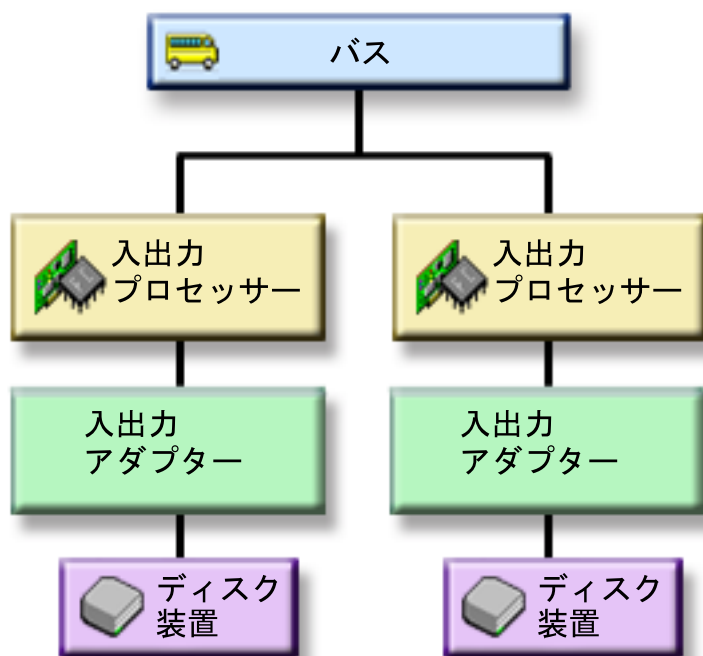 バス
入出力
プロセッサー
入出力
プロセッサー
入出力
アダプター
入出力
アダプター
ディスク
装置
ディスク
装置